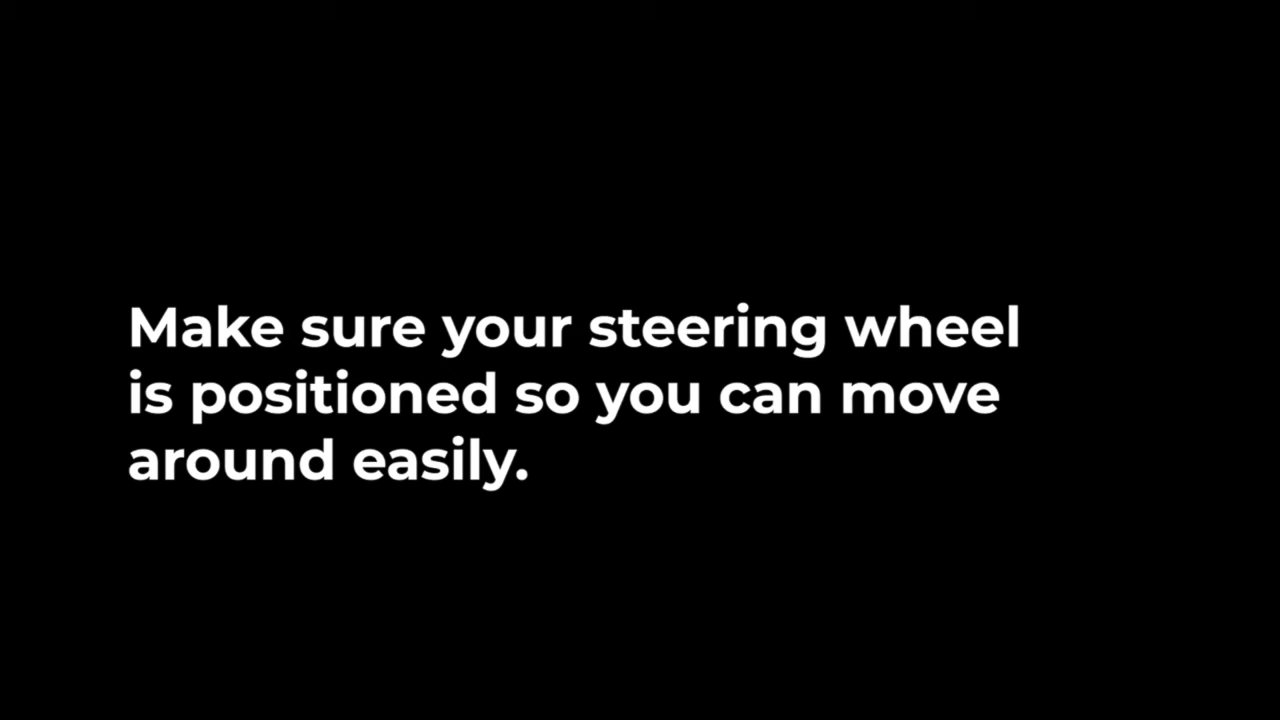 Make sure your steering wheel
is positioned so you can move
around easily.